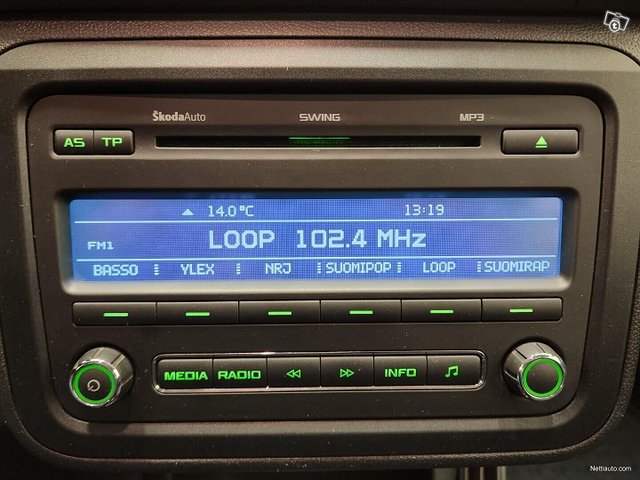 ŠkodaAuto SWING MP3
AS TP
14.0°C 13:19
FM1 LOOP 102.4 MHz
BASSO YLEX NRJ SUOMIPOP LOOP SUOMIRAP
MEDIA RADIO INFO
Nettiauto.com